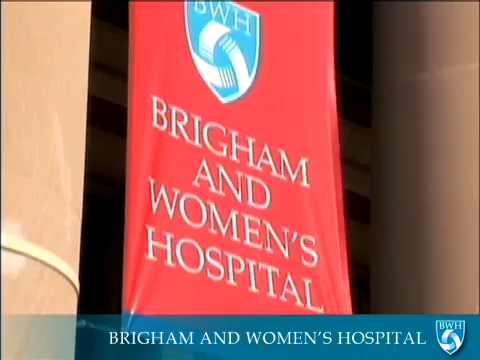 BWH
BRIGHAM
AND
WOMEN'S
HOSPITAL
BRIGHAM AND WOMEN'S HOSPITAL BWH